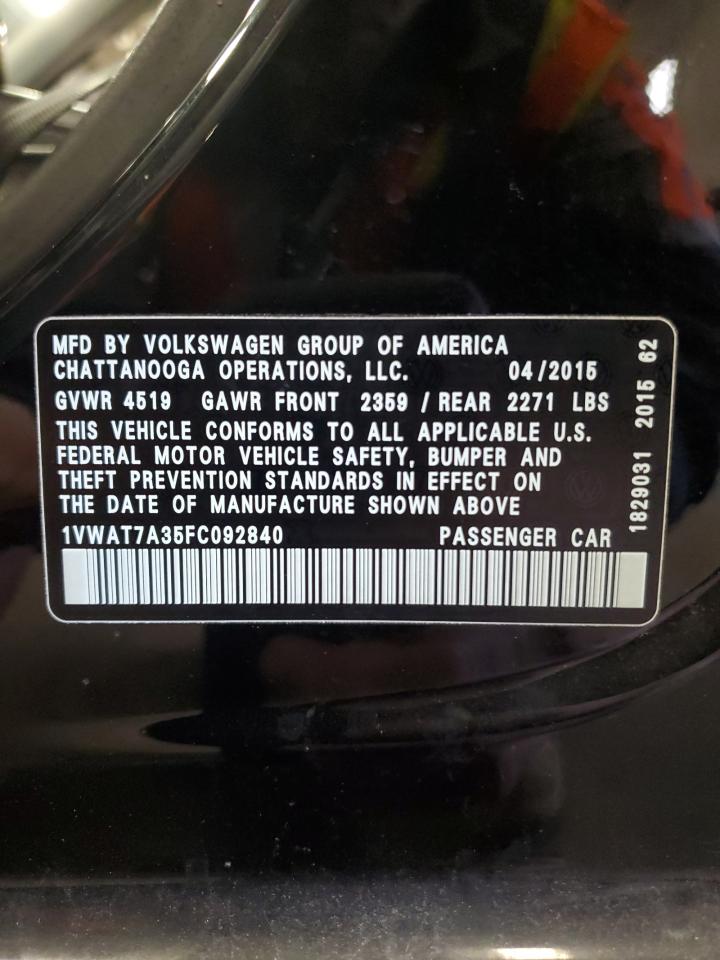 MFD BY VOLKSWAGEN GROUP OF AMERICA
CHATTANOOGA OPERATIONS, LLC. 04/2015
GVWR 4519 GAWR FRONT 2359 / REAR 2271 LBS
THIS VEHICLE CONFORMS TO ALL APPLICABLE U.S.
FEDERAL MOTOR VEHICLE SAFETY, BUMPER AND
THEFT PREVENTION STANDARDS IN EFFECT ON
THE DATE OF MANUFACTURE SHOWN ABOVE
1VWAT7A35FC092840 PASSENGER CAR
1829031 2015 62